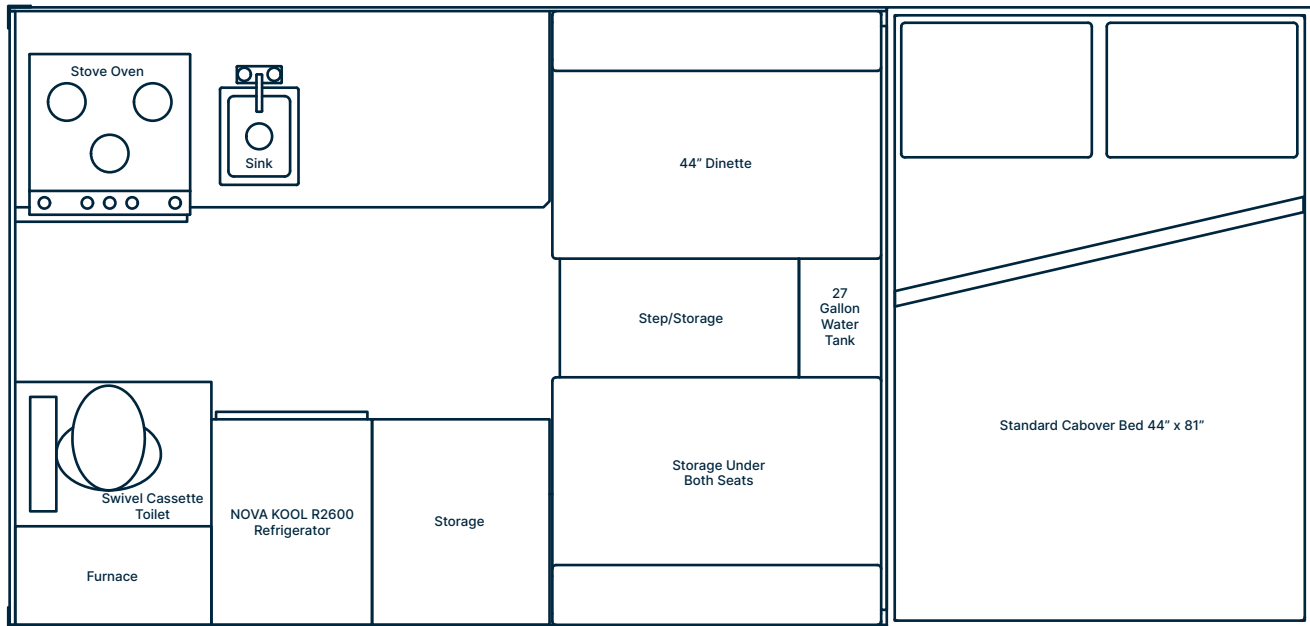 Stove Oven
Sink
44” Dinette
Step/Storage
27
Gallon
Water
Tank
Standard Cabover Bed 44” x 81”
Swivel Cassette
Toilet
NOVA KOOL R2600
Refrigerator
Storage
Storage Under
Both Seats
Furnace